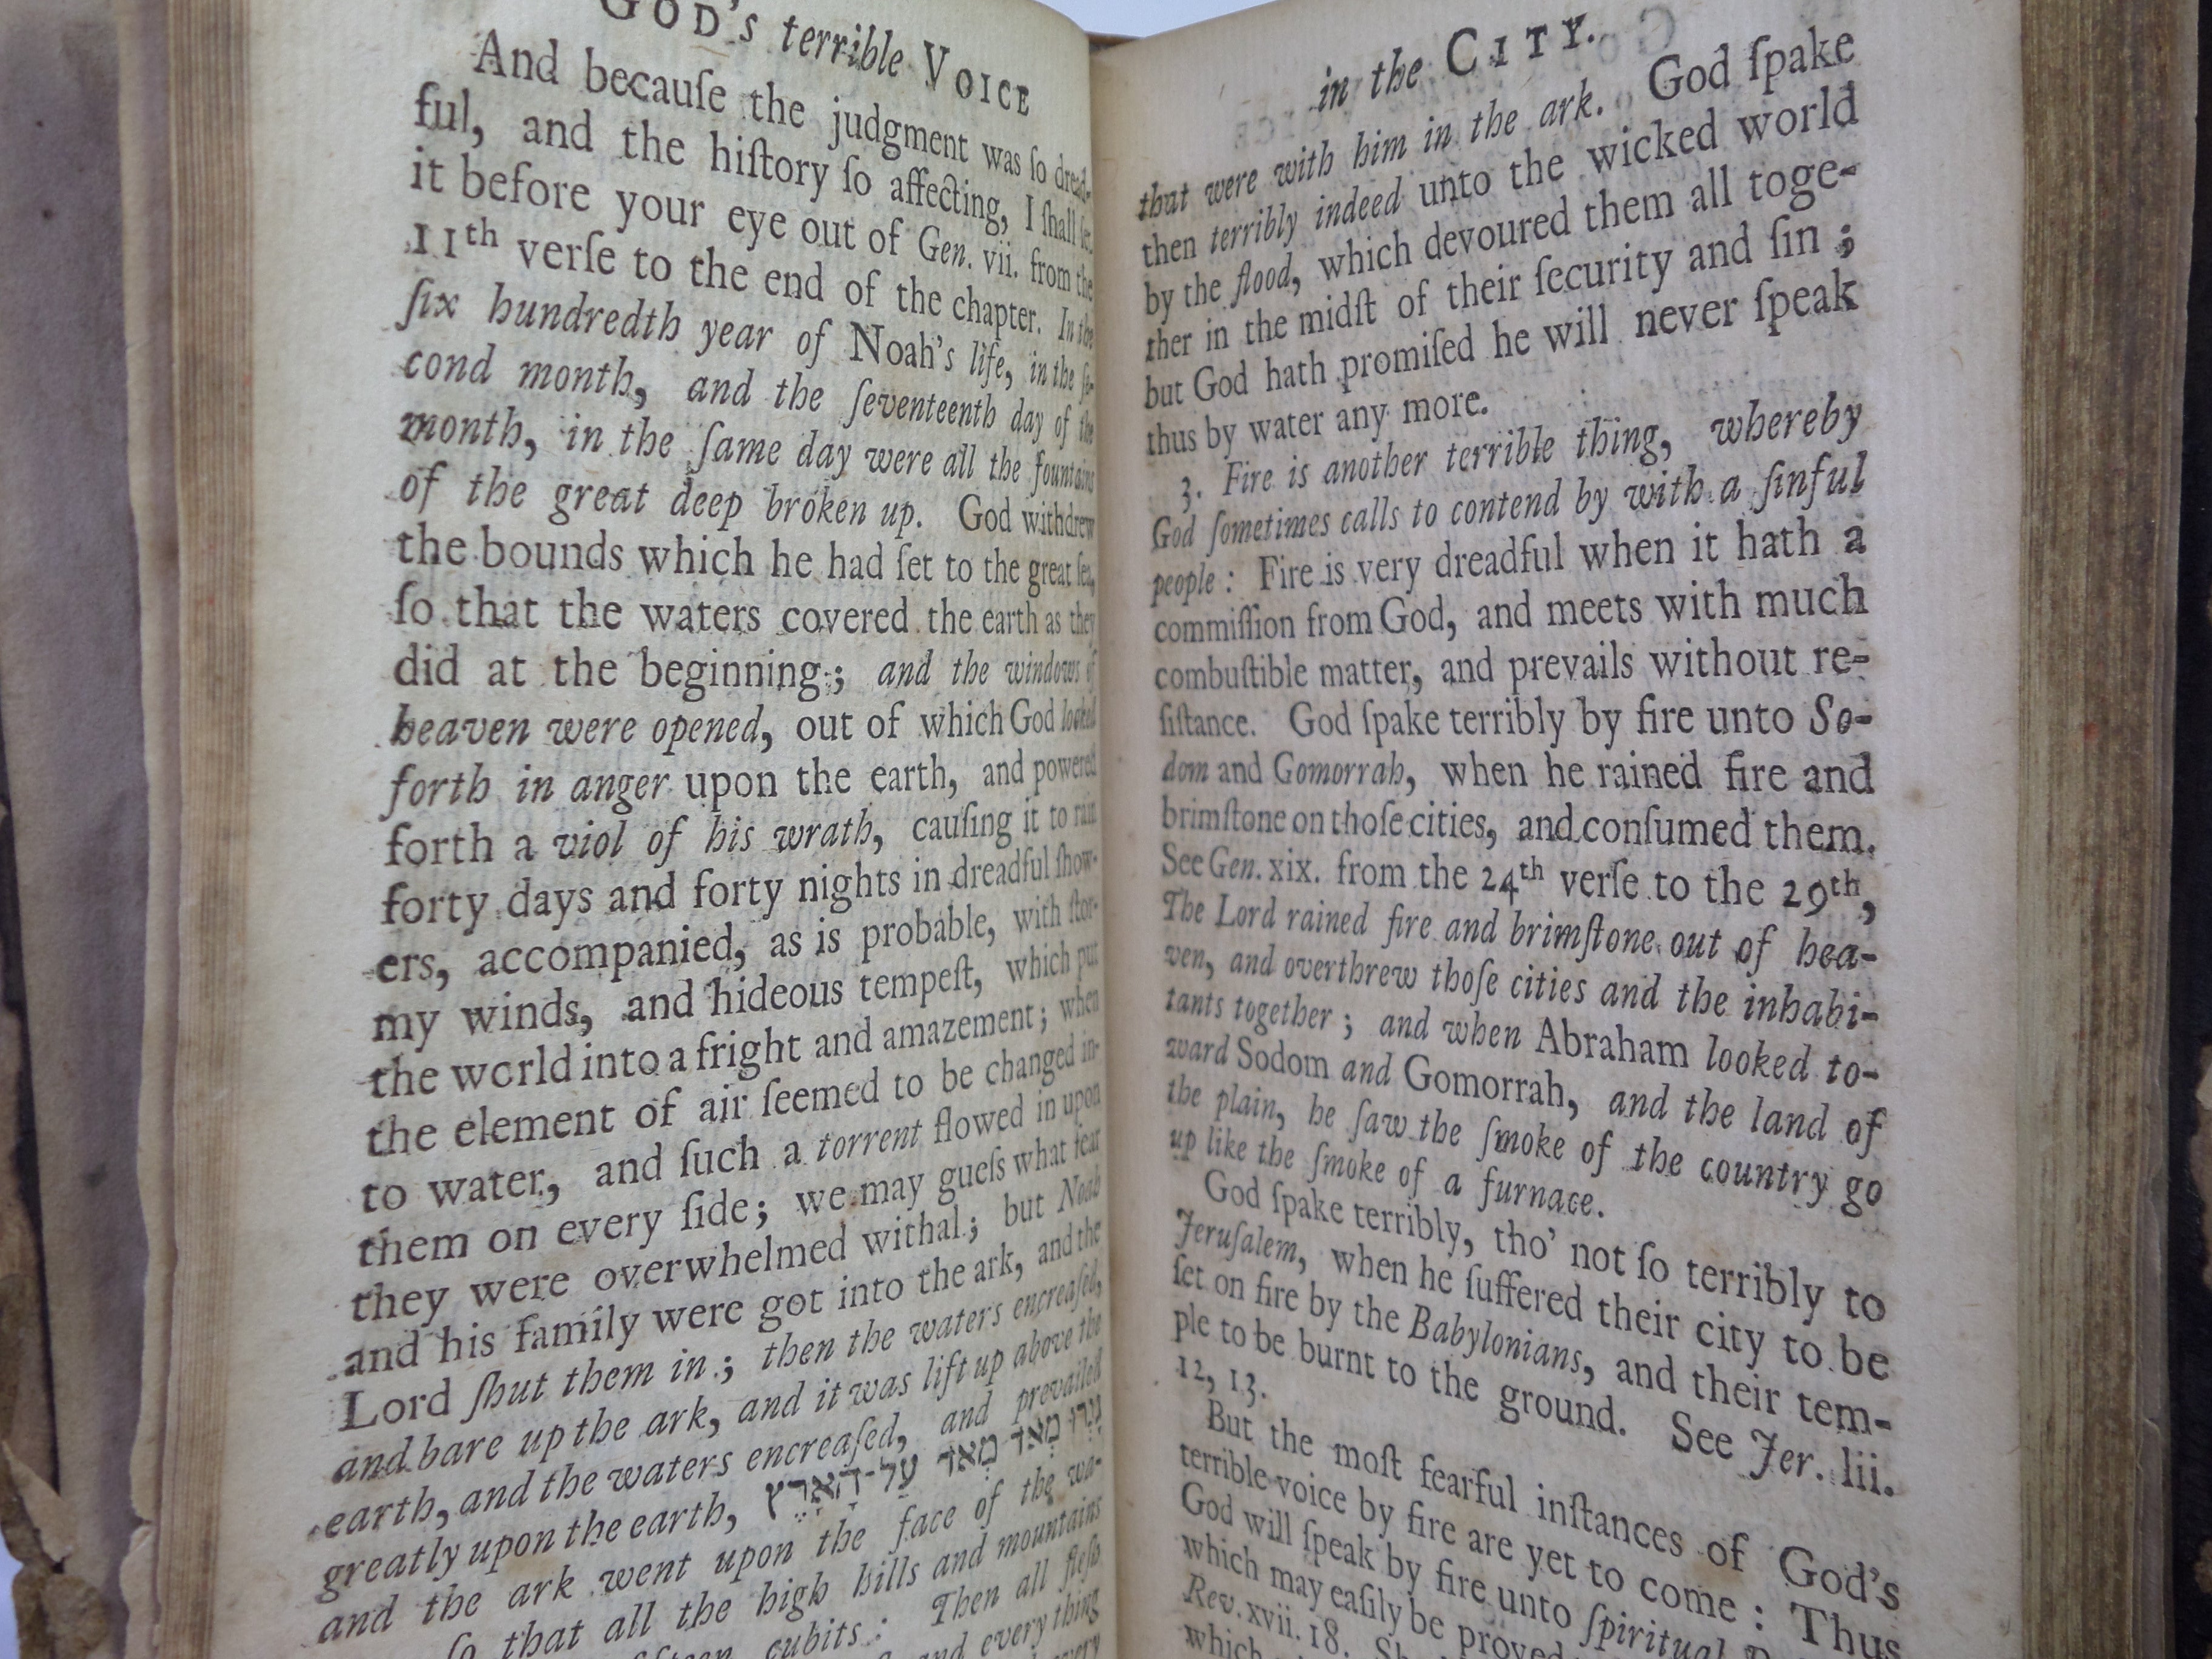 GOD's terrible VOICE
And becauſe the judgment was ſo dread-
ful, and the hiſtory ſo affecting, I ſhall ſet
it before your eye out of Gen. vii. from the
11th verſe to the end of the chapter. In the
ſix hundredth year of Noah's life, in the ſe-
cond month, and the ſeventeenth day of the
month, in the ſame day were all the fountains
of the great deep broken up. God withdrew
the bounds which he had ſet to the great ſea,
ſo that the waters covered the earth as they
did at the beginning; and the windows of
heaven were opened, out of which God looked
forth in anger upon the earth, and powered
forth a viol of his wrath, cauſing it to rain
forty days and forty nights in dreadful ſhow-
ers, accompanied, as is probable, with ſtor-
my winds, and hideous tempeſt, which put
the world into a fright and amazement; when
the element of air ſeemed to be changed in-
to water, and ſuch a torrent flowed in upon
them on every ſide; we may gueſs what fear
they were overwhelmed withal; but Noah
and his family were got into the ark, and the
Lord ſhut them in; then the waters encreaſed,
and bare up the ark, and it was lift up above the
earth, and the waters encreaſed, and prevailed
greatly upon the earth, מְאֹד מְאֹד עַל־הָאָרֶץ
and the ark went upon the face of the wa-
ſo that all the high hills and mountains
cubits: Then all fleſh
and every thing
every
in the CITY.
that were with him in the ark. God ſpake
then terribly indeed unto the wicked world
by the flood, which devoured them all toge-
ther in the midſt of their ſecurity and ſin;
but God hath promiſed he will never ſpeak
thus by water any more.
3. Fire is another terrible thing, whereby
God ſometimes calls to contend by with a ſinful
people: Fire is very dreadful when it hath a
commiſſion from God, and meets with much
combuſtible matter, and prevails without re-
ſiſtance. God ſpake terribly by fire unto So-
dom and Gomorrah, when he rained fire and
brimſtone on thoſe cities, and conſumed them.
See Gen. xix. from the 24th verſe to the 29th,
The Lord rained fire and brimſtone out of hea-
ven, and overthrew thoſe cities and the inhabi-
tants together; and when Abraham looked to-
ward Sodom and Gomorrah, and the land of
the plain, he ſaw the ſmoke of the country go
up like the ſmoke of a furnace.
God ſpake terribly, tho' not ſo terribly to
Jeruſalem, when he ſuffered their city to be
ſet on fire by the Babylonians, and their tem-
ple to be burnt to the ground. See Jer. lii.
12, 13.
But the moſt fearful inſtances of God's
terrible voice by fire are yet to come: Thus
God will ſpeak by fire unto ſpiritual
which may eaſily be proved
Rev. xvii. 18.
which